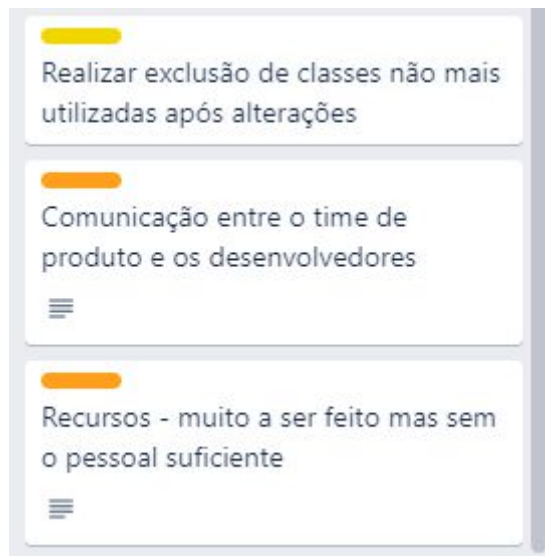 Realizar exclusão de classes não mais
utilizadas após alterações
Comunicação entre o time de
produto e os desenvolvedores
Recursos - muito a ser feito mas sem
o pessoal suficiente